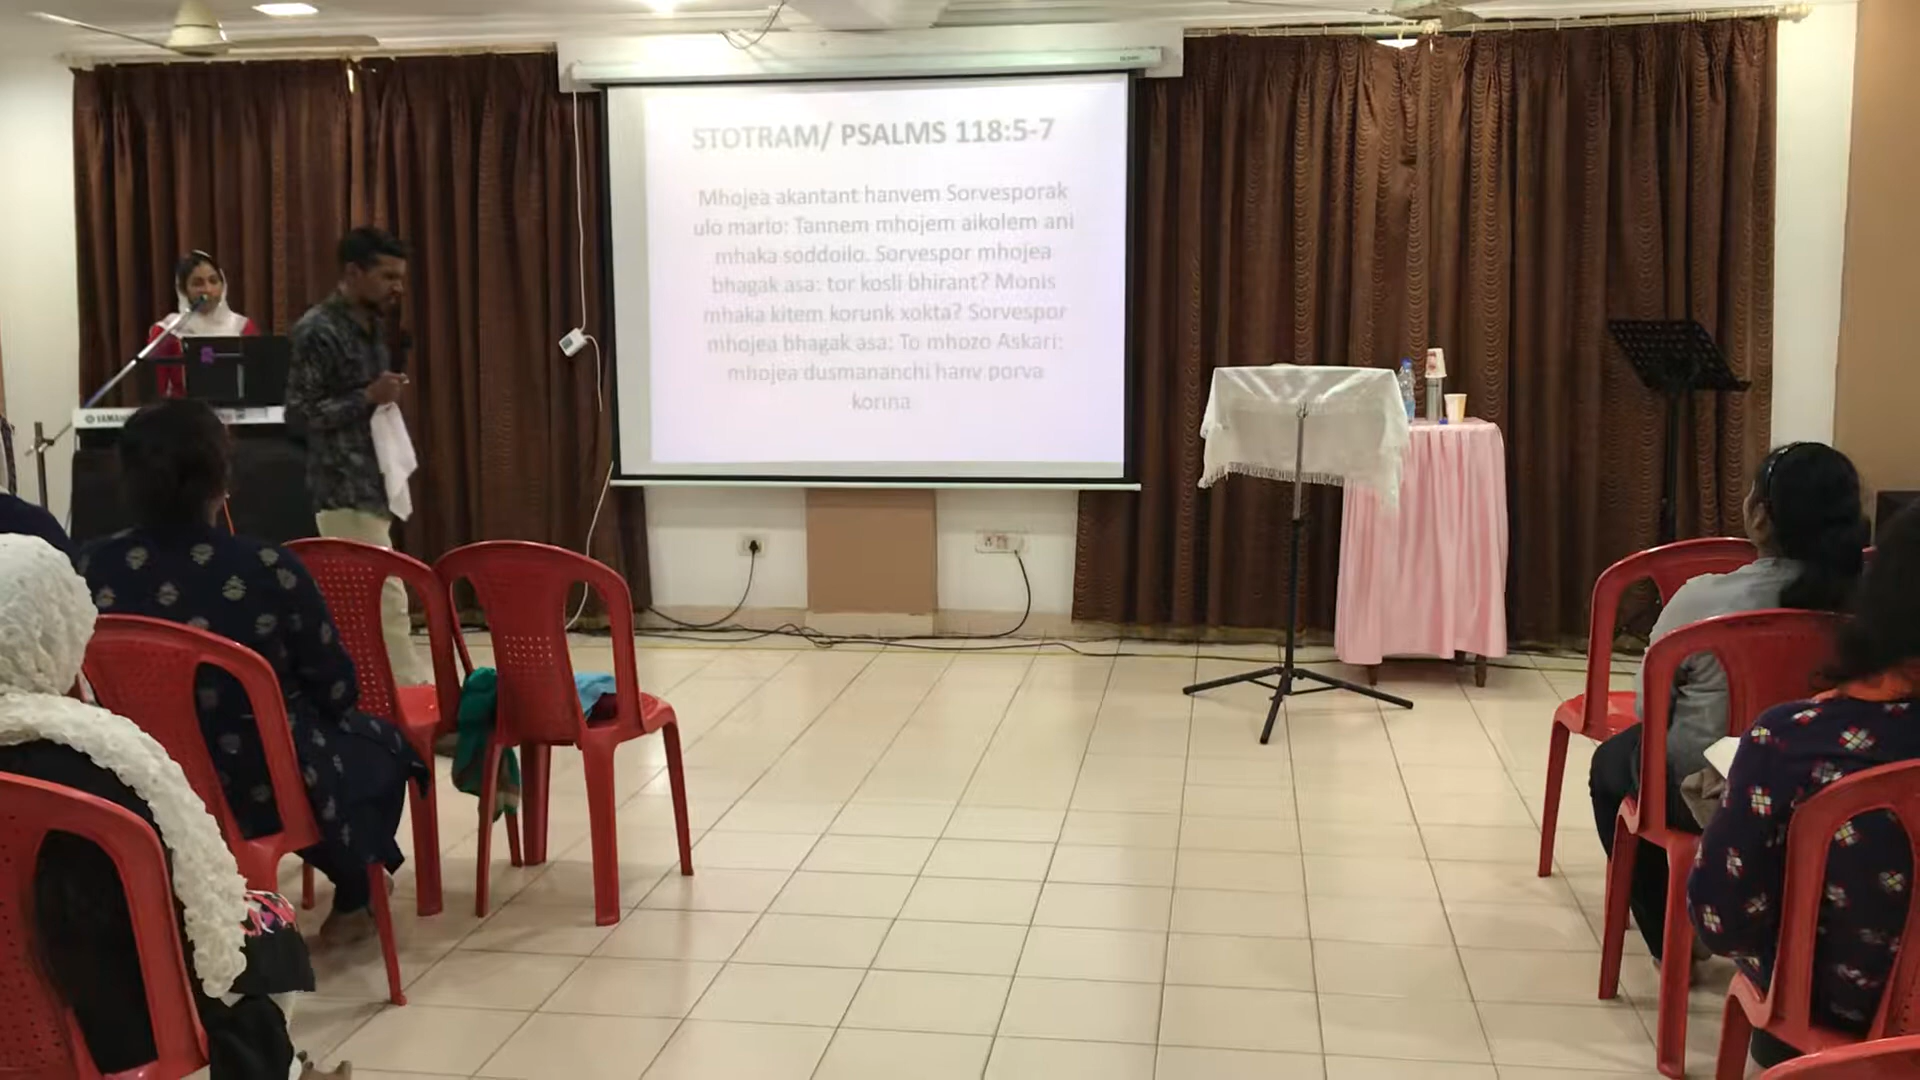 STOTRAM/ PSALMS 118:5-7
Mhojea akantant hanvem Sorvesporak
ulo marlo: Tannem mhojem aikolem ani
mhaka soddoilo. Sorvespor mhojea
bhagak asa: tor kosli bhirant? Monis
mhaka kitem korunk xokta? Sorvespor
mhojea bhagak asa: To mhozo Askari:
mhojea dusmananchi hanv porva
korina
YAMAHA